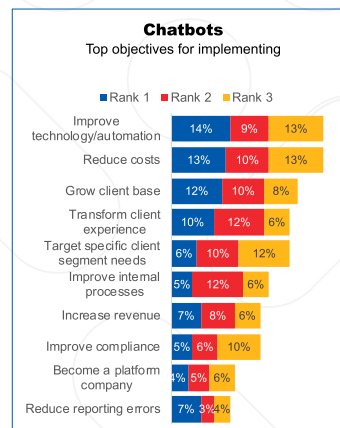 Chatbots
Top objectives for implementing
Rank 1 Rank 2 Rank 3
Improve
technology/automation
14% 9% 13%
Reduce costs 13% 10% 13%
Grow client base 12% 10% 8%
Transform client
experience
10% 12% 6%
Target specific client
segment needs
6% 10% 12%
Improve internal
processes
5% 12% 6%
Increase revenue 7% 8% 6%
Improve compliance 5% 6% 10%
Become a platform
company
4% 5% 6%
Reduce reporting errors 7% 3% 4%